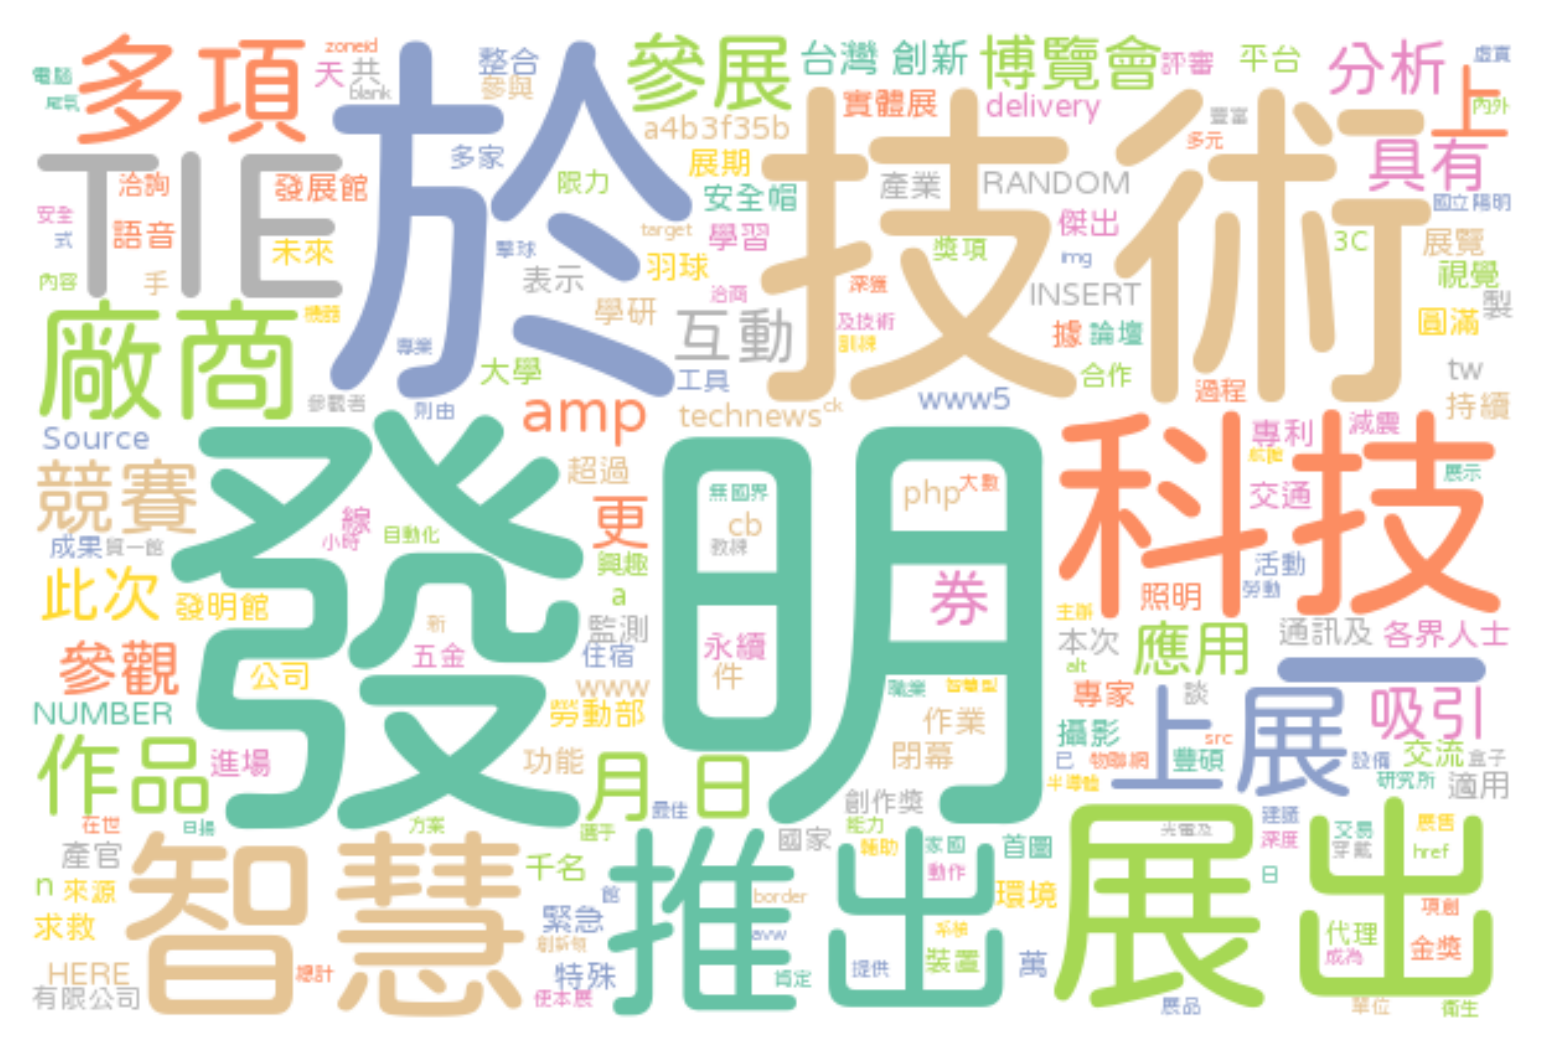 多項
zoneid
天
共
blank
整合
參與
參展
台灣
創新
博覽會
評審
平台
分析
虛實
電腦
尾氣
上
內外
TIE
於
技術
a4b3f35b
實體展
delivery
豐富
多元
多家
展期
限力
安全帽
產業
RANDOM
具有
國立陽明
洽詢
發展館
安全
式
語音
未來
擊球
target
學習
獎項
傑出
3C
展覽
內容
手
表示
羽球
img
視覺
洽商
深獲
INSERT
製
廠商
機器
學研
互動
及技術
訓練
據
論壇
圓滿
專業
大學
工具
合作
過程
tw
持續
參觀者
則由
amp
technews
ck
www5
Source
發明
科技
專利
減震
競賽
超過
無國界
php
大數
展示
線
小時
自動化
更
cb
教練
交通
成果
貿一館
興趣
a
活動
勞動
此次
發明館
券
照明
主辦
新
監測
永續
本次
應用
通訊及
各界人士
參觀
公司
五金
住宿
件
alt
一
www
職業
智慧型
專家
談
NUMBER
勞動部
作業
上展
吸引
作品
進場
功能
月
日
閉幕
攝影
src
已
物聯網
豐碩
設備
交流
盒子
半導體
研究所
適用
在世
日揚
方案
選手
最佳
創作獎
能力
國家
輔助
家國
首圖
光電及
建議
深度
交易
穿戴
展售
href
產官
智慧
千名
推出
動作
日
展出
n
來源
館
border
環境
項創
求救
緊急
創新領
avw
系統
代理
成為
金獎
HERE
總計
特殊
提供
裝置
萬
有限公司
使本展
肯定
展品
單位
衛生